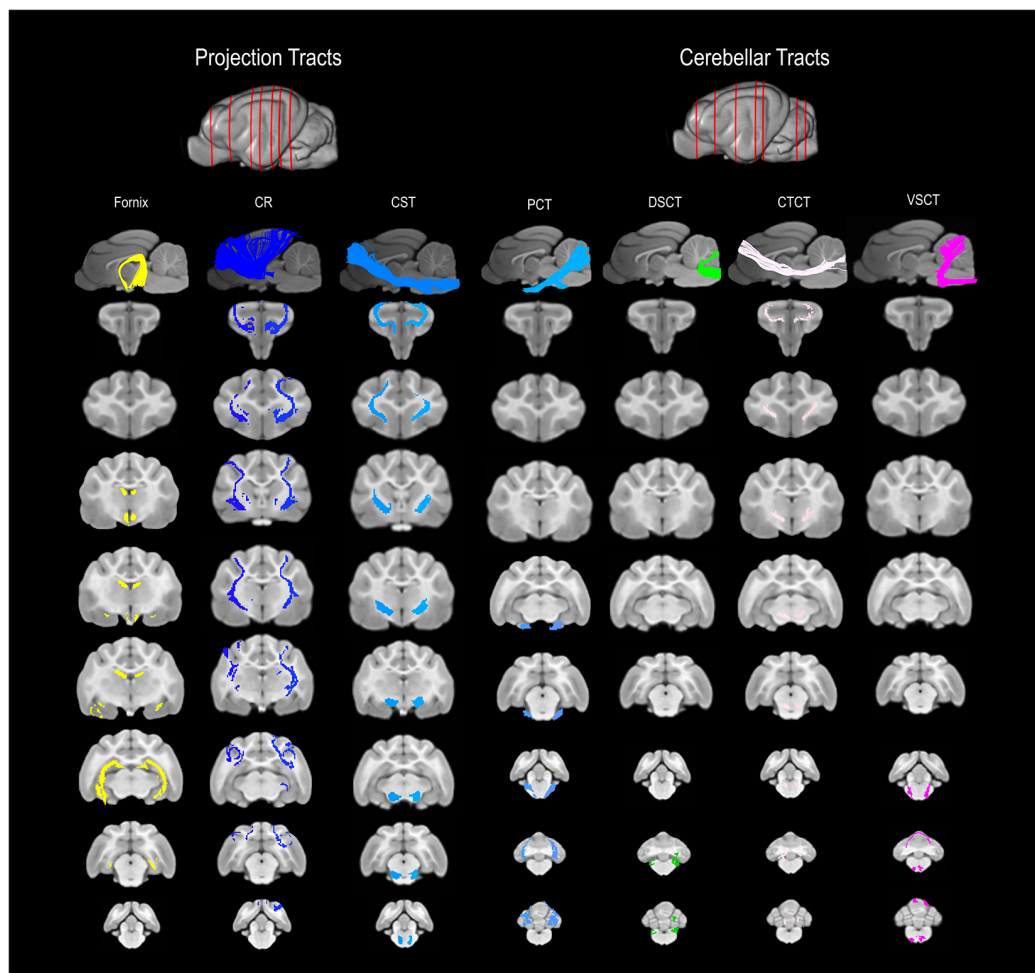 Projection Tracts
Cerebellar Tracts
Fornix
CR
CST
PCT
DSCT
CTCT
VSCT